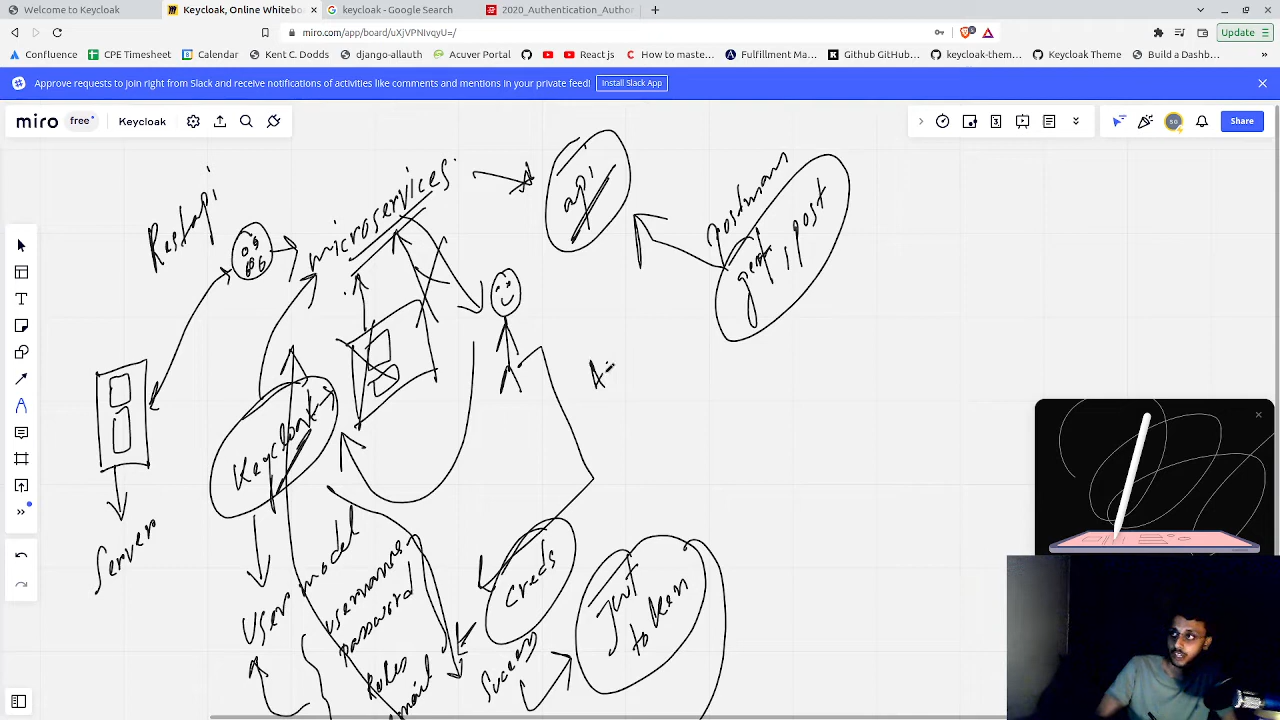 Welcome to Keycloak
Keycloak, Online Whitebo
keycloak - Google Search
2020_Authentication_Author
miro.com/app/board/uXjVPNIvqyU=/
Update
Confluence
CPE Timesheet
Calendar
Kent C. Dodds
django-allauth
Acuver Portal
React js
How to maste...
Fulfillment Ma...
Github GitHub...
keycloak-them...
Keycloak Theme
Build a Dashb...
Approve requests to join right from Slack and receive notifications of activities like comments and mentions in your private feed!
Install Slack App
miro
free
Keycloak
Share
Restapi
microservices
api
postman
get, post
Keycloak
Server
User model
username
password
Roles
email
Creds
Success
jwt
token